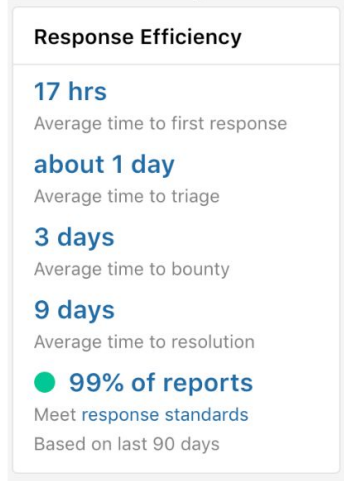 Response Efficiency
17 hrs
Average time to first response
about 1 day
Average time to triage
3 days
Average time to bounty
9 days
Average time to resolution
99% of reports
Meet response standards
Based on last 90 days